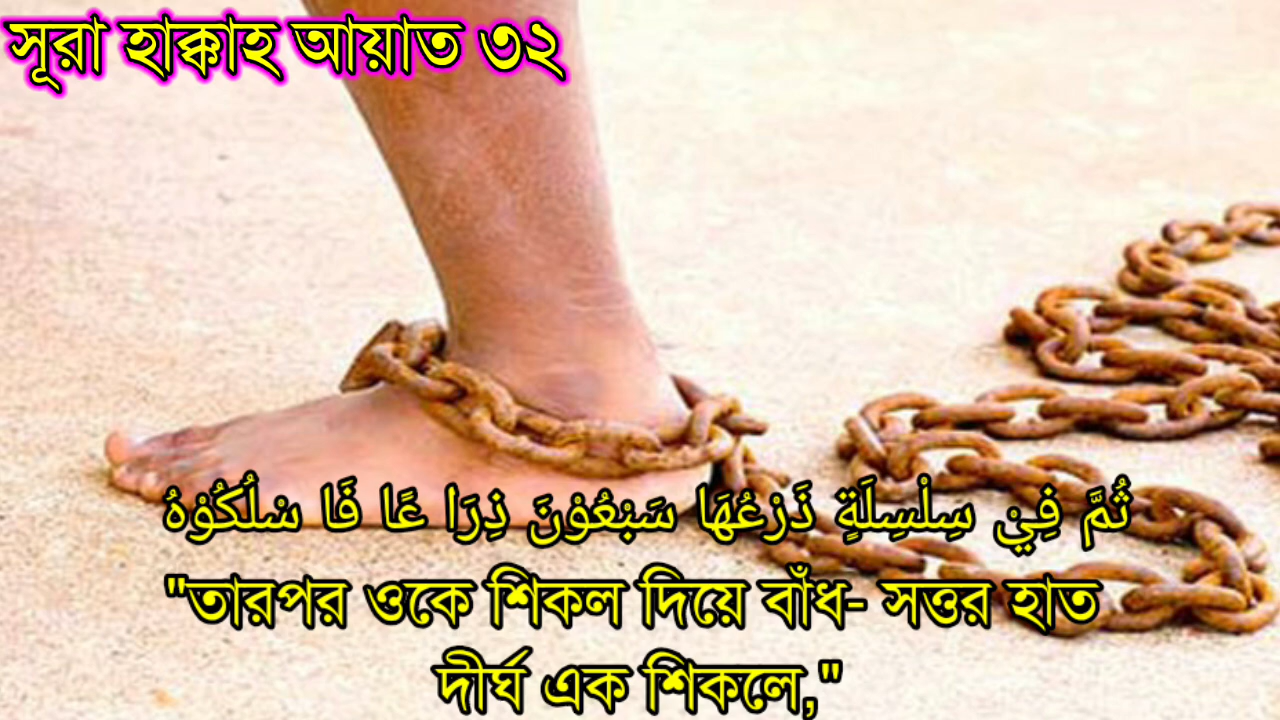 সূরা হাক্কাহ আয়াত ৩২
ثُمَّ فِيْ سِلْسِلَةٍ ذَرْعُهَا سَبْعُوْنَ ذِرَا عًا فَا سْلُكُوْهُ
"তারপর ওকে শিকল দিয়ে বাঁধ- সত্তর হাত
দীর্ঘ এক শিকলে,"